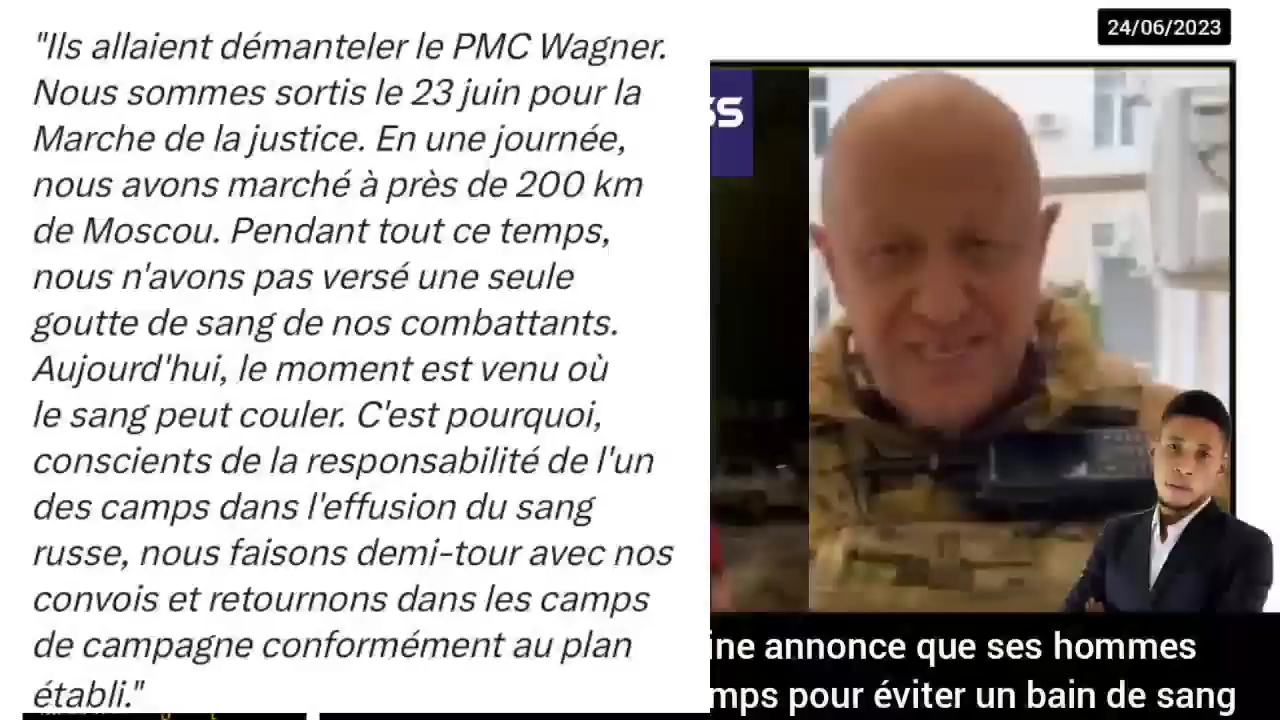 "Ils allaient démanteler le PMC Wagner.
Nous sommes sortis le 23 juin pour la
Marche de la justice. En une journée,
nous avons marché à près de 200 km
de Moscou. Pendant tout ce temps,
nous n'avons pas versé une seule
goutte de sang de nos combattants.
Aujourd'hui, le moment est venu où
le sang peut couler. C'est pourquoi,
conscients de la responsabilité de l'un
des camps dans l'effusion du sang
russe, nous faisons demi-tour avec nos
convois et retournons dans les camps
de campagne conformément au plan
établi."
24/06/2023
SS
ine annonce que ses hommes
mps pour éviter un bain de sang